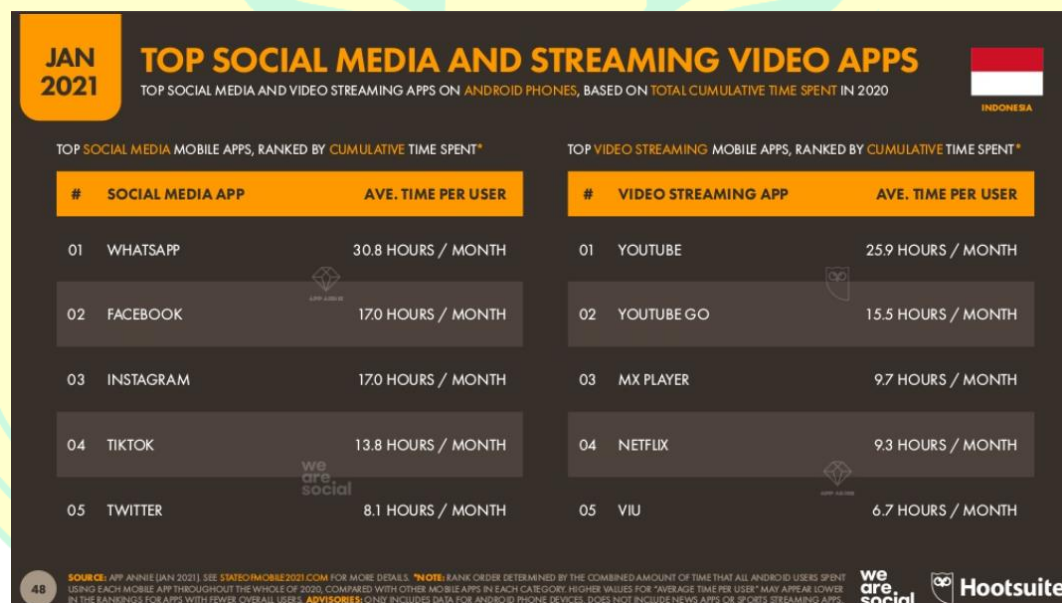 JAN
2021
TOP SOCIAL MEDIA AND STREAMING VIDEO APPS
TOP SOCIAL MEDIA AND VIDEO STREAMING APPS ON ANDROID PHONES, BASED ON TOTAL CUMULATIVE TIME SPENT IN 2020
INDONESIA
TOP SOCIAL MEDIA MOBILE APPS, RANKED BY CUMULATIVE TIME SPENT*
# SOCIAL MEDIA APP AVE. TIME PER USER
01 WHATSAPP 30.8 HOURS / MONTH
02 FACEBOOK 17.0 HOURS / MONTH
03 INSTAGRAM 17.0 HOURS / MONTH
04 TIKTOK 13.8 HOURS / MONTH
05 TWITTER 8.1 HOURS / MONTH
TOP VIDEO STREAMING MOBILE APPS, RANKED BY CUMULATIVE TIME SPENT*
# VIDEO STREAMING APP AVE. TIME PER USER
01 YOUTUBE 25.9 HOURS / MONTH
02 YOUTUBE GO 15.5 HOURS / MONTH
03 MX PLAYER 9.7 HOURS / MONTH
04 NETFLIX 9.3 HOURS / MONTH
05 VIU 6.7 HOURS / MONTH
APP ANNIE
we
are
social
APP ANNIE
48
SOURCE: APP ANNIE (JAN 2021). SEE STATEOFMOBILE2021.COM FOR MORE DETAILS. *NOTE: RANK ORDER DETERMINED BY THE COMBINED AMOUNT OF TIME THAT ALL ANDROID USERS SPENT
USING EACH MOBILE APP THROUGHOUT THE WHOLE OF 2020, COMPARED WITH OTHER MOBILE APPS IN EACH CATEGORY. HIGHER VALUES FOR "AVERAGE TIME PER USER" MAY APPEAR LOWER
IN THE RANKINGS FOR APPS WITH FEWER OVERALL USERS. ADVISORIES: ONLY INCLUDES DATA FOR ANDROID PHONE DEVICES. DOES NOT INCLUDE NEWS APPS OR SPORTS STREAMING APPS.
we
are.
social
Hootsuite